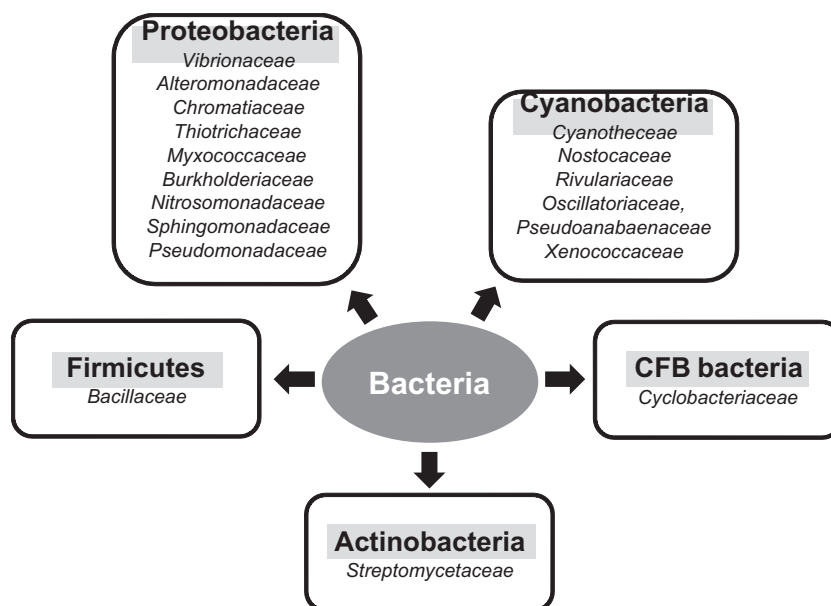 Proteobacteria
Vibrionaceae
Alteromonadaceae
Chromatiaceae
Thiotrichaceae
Myxococcaceae
Burkholderiaceae
Nitrosomonadaceae
Sphingomonadaceae
Pseudomonadaceae
Cyanobacteria
Cyanotheceae
Nostocaceae
Rivulariaceae
Oscillatoriaceae,
Pseudoanabaenaceae
Xenococcaceae
Firmicutes
Bacillaceae
Bacteria
CFB bacteria
Cyclobacteriaceae
Actinobacteria
Streptomycetaceae